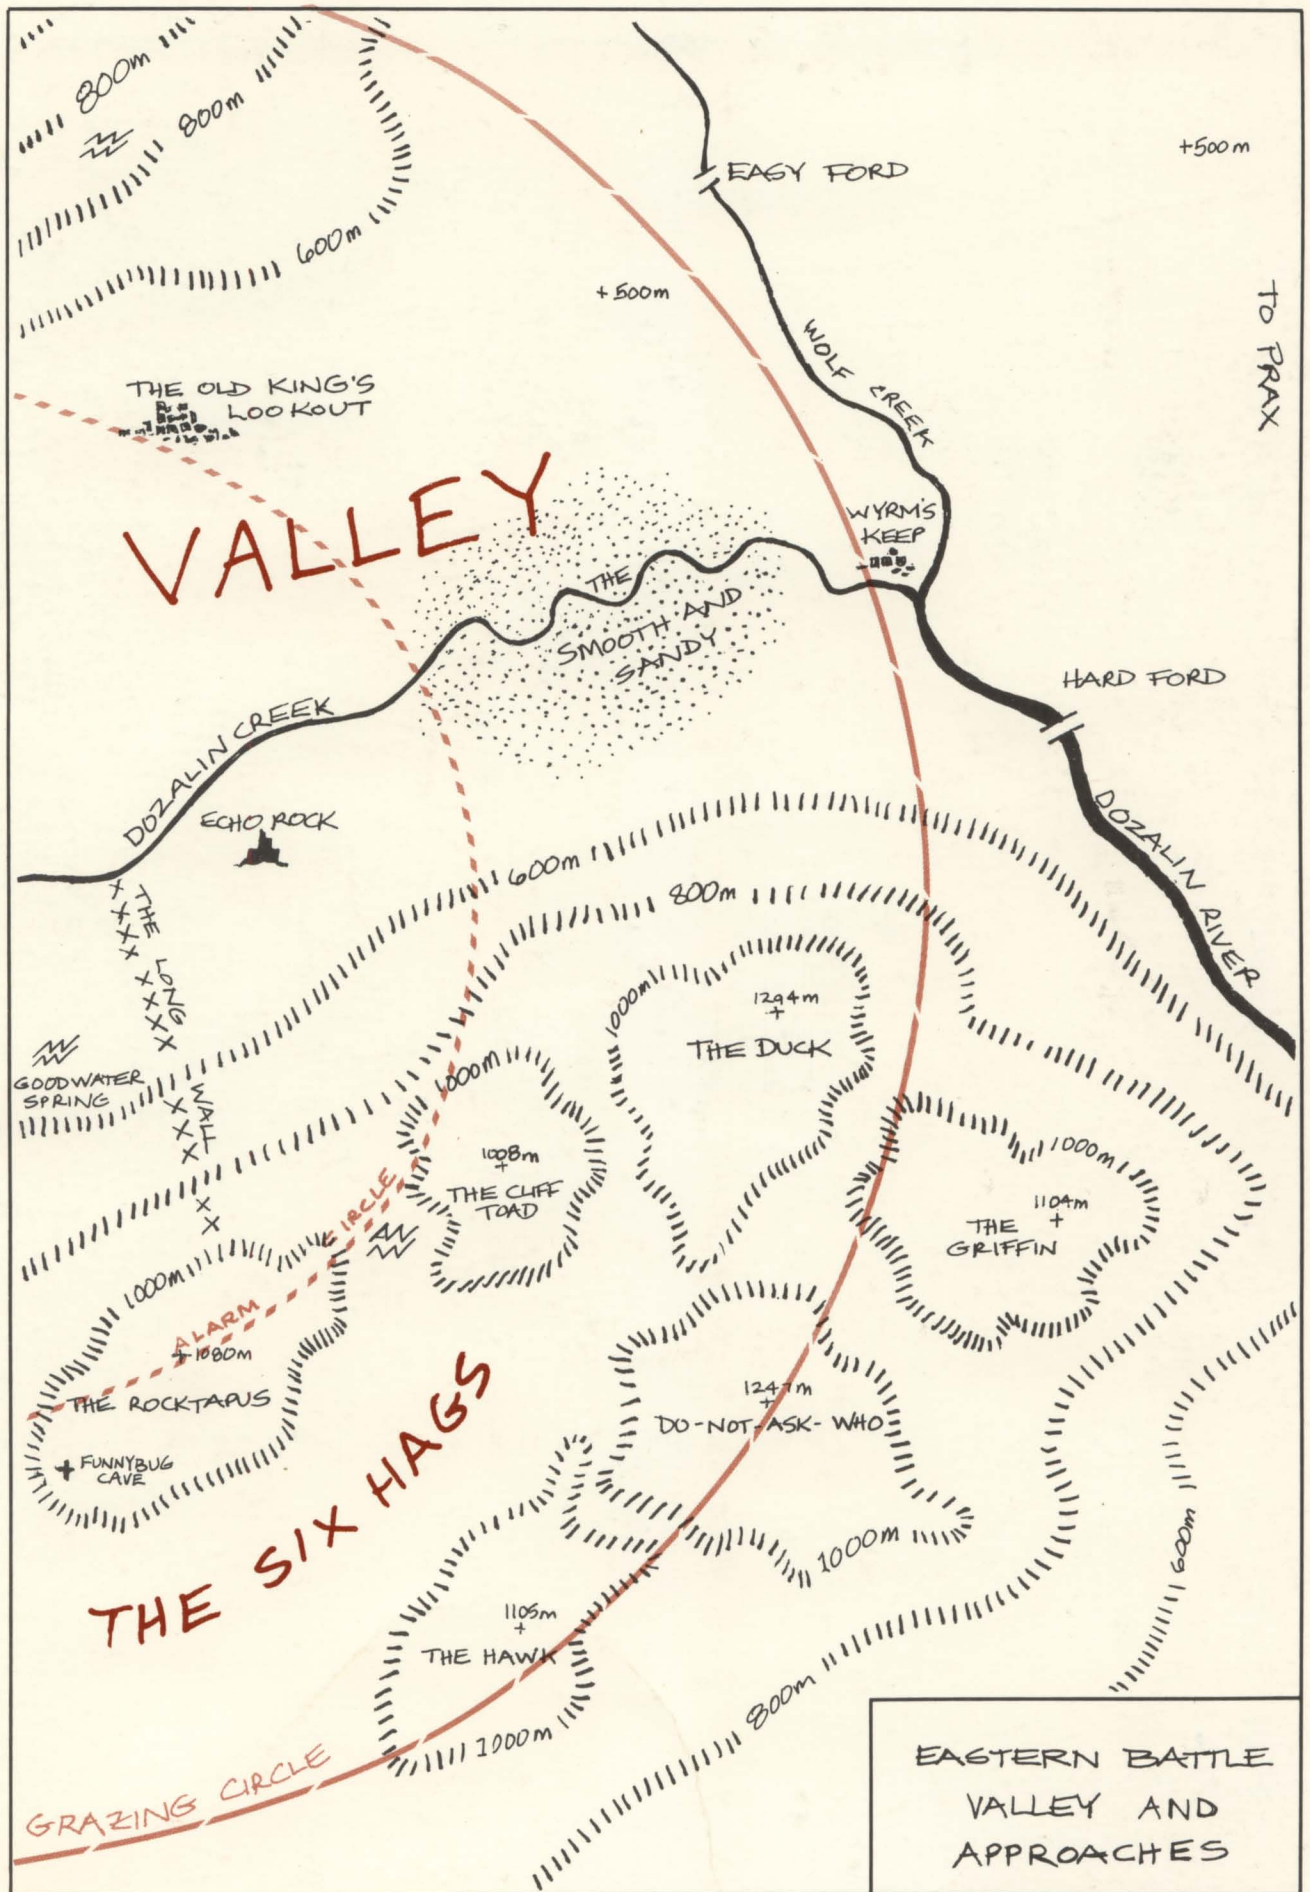 800m
800m
600m
EASY FORD
+500m
+500m
TO PRAX
WOLF CREEK
THE OLD KING'S
LOOKOUT
VALLEY
WYRM'S
KEEP
THE
SMOOTH AND
SANDY
HARD FORD
DOZALIN CREEK
ECHO ROCK
DOZALIN RIVER
600m
800m
THE LONG WALL
1000m
1294m
+
THE DUCK
GOODWATER
SPRING
1000m
1008m
+
THE CLIFF
TOAD
1000m
1104m
+
THE
GRIFFIN
1000m
ALARM CIRCLE
+1080m
THE ROCKTAPUS
+ FUNNYBUG
CAVE
1247m
+
DO-NOT-ASK-WHO
THE SIX HAGS
1000m
600m
1105m
+
THE HAWK
1000m
800m
GRAZING CIRCLE
EASTERN BATTLE
VALLEY AND
APPROACHES